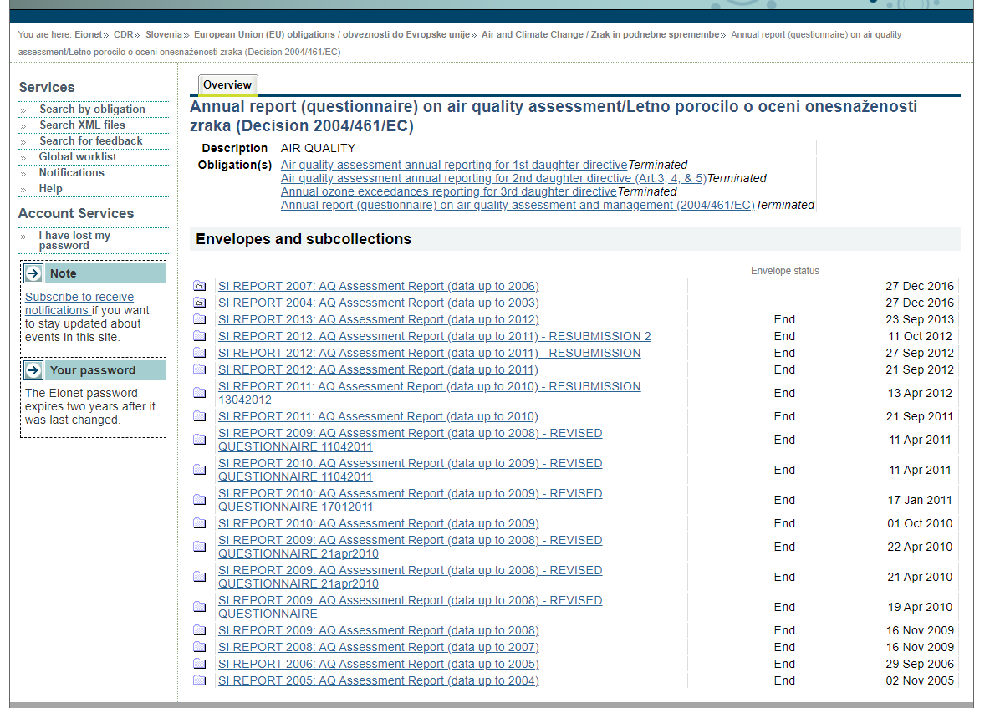 You are here: Eionet» CDR» Slovenia» European Union (EU) obligations / obveznosti do Evropske unije» Air and Climate Change / Zrak in podnebne spremembe» Annual report (questionnaire) on air quality
assessment/Letno porocilo o oceni onesnaženosti zraka (Decision 2004/461/EC)
Services
» Search by obligation
» Search XML files
» Search for feedback
» Global worklist
» Notifications
» Help
Account Services
» I have lost my
password
Note
Subscribe to receive
notifications if you want
to stay updated about
events in this site.
Your password
The Eionet password
expires two years after it
was last changed.
Overview
Annual report (questionnaire) on air quality assessment/Letno porocilo o oceni onesnaženosti
zraka (Decision 2004/461/EC)
Description AIR QUALITY
Obligation(s) Air quality assessment annual reporting for 1st daughter directive Terminated
Air quality assessment annual reporting for 2nd daughter directive (Art.3, 4, & 5) Terminated
Annual ozone exceedances reporting for 3rd daughter directive Terminated
Annual report (questionnaire) on air quality assessment and management (2004/461/EC) Terminated
Envelopes and subcollections
Envelope status
SI REPORT 2007: AQ Assessment Report (data up to 2006) 27 Dec 2016
SI REPORT 2004: AQ Assessment Report (data up to 2003) 27 Dec 2016
SI REPORT 2013: AQ Assessment Report (data up to 2012) End 23 Sep 2013
SI REPORT 2012: AQ Assessment Report (data up to 2011) - RESUBMISSION 2 End 11 Oct 2012
SI REPORT 2012: AQ Assessment Report (data up to 2011) - RESUBMISSION End 27 Sep 2012
SI REPORT 2012: AQ Assessment Report (data up to 2011) End 21 Sep 2012
SI REPORT 2011: AQ Assessment Report (data up to 2010) - RESUBMISSION
13042012 End 13 Apr 2012
SI REPORT 2011: AQ Assessment Report (data up to 2010) End 21 Sep 2011
SI REPORT 2009: AQ Assessment Report (data up to 2008) - REVISED
QUESTIONNAIRE 11042011 End 11 Apr 2011
SI REPORT 2010: AQ Assessment Report (data up to 2009) - REVISED
QUESTIONNAIRE 11042011 End 11 Apr 2011
SI REPORT 2010: AQ Assessment Report (data up to 2009) - REVISED
QUESTIONNAIRE 17012011 End 17 Jan 2011
SI REPORT 2010: AQ Assessment Report (data up to 2009) End 01 Oct 2010
SI REPORT 2009: AQ Assessment Report (data up to 2008) - REVISED
QUESTIONNAIRE 21apr2010 End 22 Apr 2010
SI REPORT 2009: AQ Assessment Report (data up to 2008) - REVISED
QUESTIONNAIRE 21apr2010 End 21 Apr 2010
SI REPORT 2009: AQ Assessment Report (data up to 2008) - REVISED
QUESTIONNAIRE End 19 Apr 2010
SI REPORT 2009: AQ Assessment Report (data up to 2008) End 16 Nov 2009
SI REPORT 2008: AQ Assessment Report (data up to 2007) End 16 Nov 2009
SI REPORT 2006: AQ Assessment Report (data up to 2005) End 29 Sep 2006
SI REPORT 2005: AQ Assessment Report (data up to 2004) End 02 Nov 2005